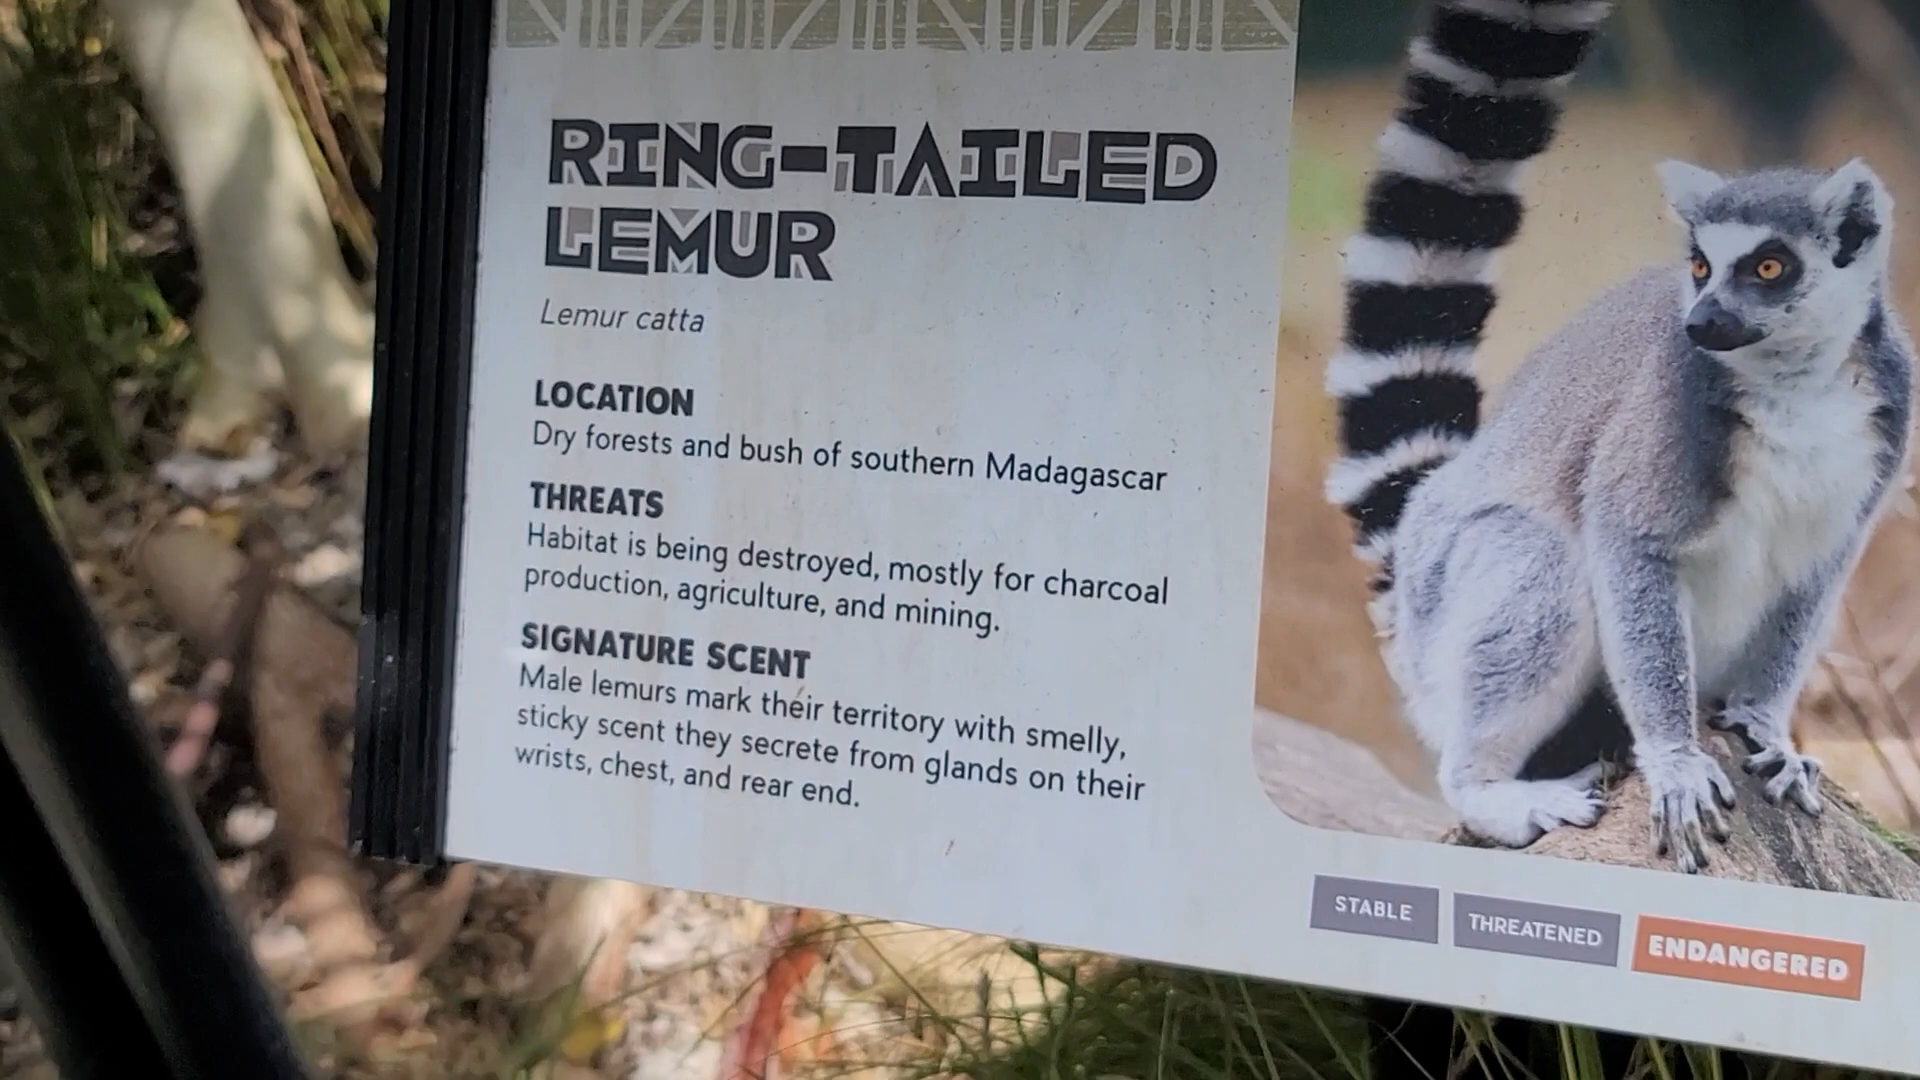 RING-TAILED
LEMUR
Lemur catta
LOCATION
Dry forests and bush of southern Madagascar
THREATS
Habitat is being destroyed, mostly for charcoal
production, agriculture, and mining.
SIGNATURE SCENT
Male lemurs mark their territory with smelly,
sticky scent they secrete from glands on their
wrists, chest, and rear end.
STABLE THREATENED ENDANGERED